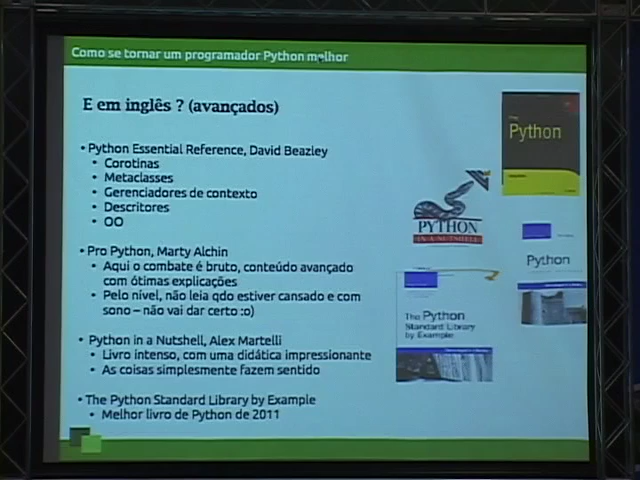 Como se tornar um programador Python melhor
E em inglês ? (avançados)
• Python Essential Reference, David Beazley
• Corotinas
• Metaclasses
• Gerenciadores de contexto
• Descritores
• OO
• Pro Python, Marty Alchin
• Aqui o combate é bruto, conteúdo avançado
com ótimas explicações
• Pelo nível, não leia qdo estiver cansado e com
sono – não vai dar certo :o)
• Python in a Nutshell, Alex Martelli
• Livro intenso, com uma didática impressionante
• As coisas simplesmente fazem sentido
• The Python Standard Library by Example
• Melhor livro de Python de 2011
Python
PYTHON
IN A NUTSHELL
Python
The Python
Standard Library
by Example